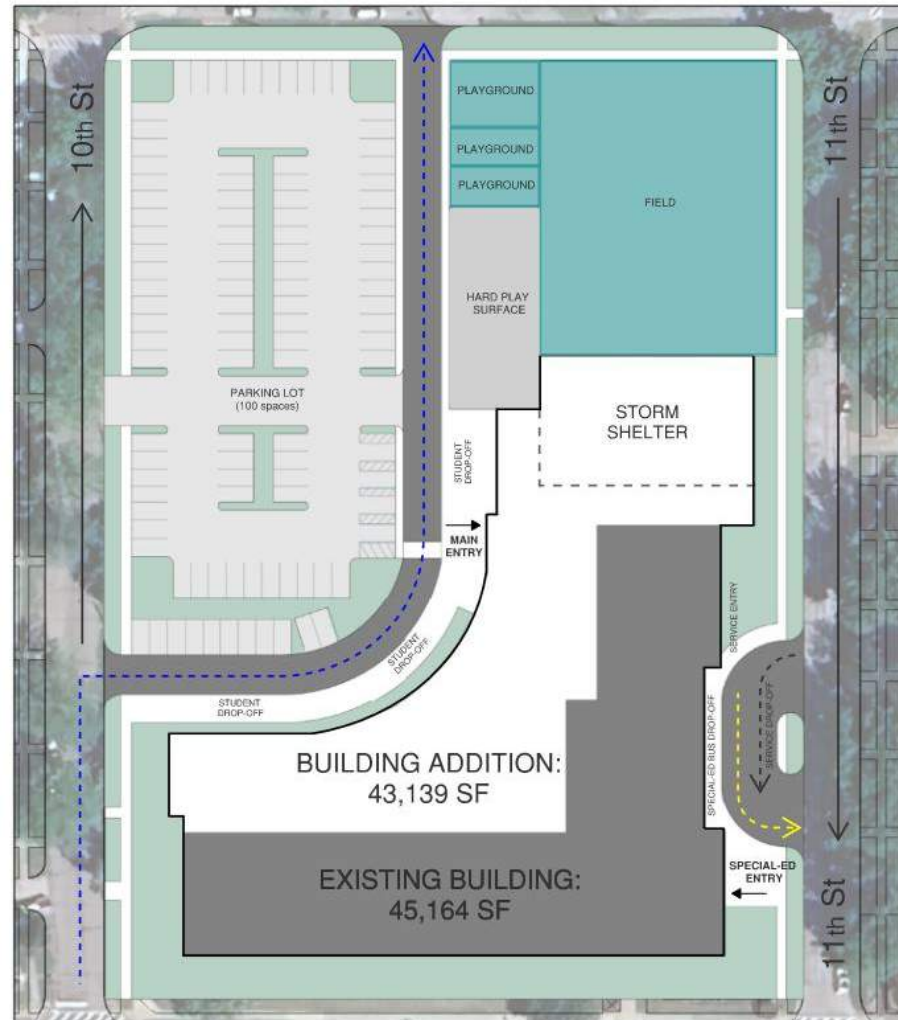 10th St
11th St
PLAYGROUND
PLAYGROUND
PLAYGROUND
FIELD
HARD PLAY
SURFACE
PARKING LOT
(100 spaces)
STORM
SHELTER
STUDENT
DROP-OFF
MAIN
ENTRY
SERVICE ENTRY
STUDENT
DROP-OFF
STUDENT
DROP-OFF
SPECIAL-ED BUS DROP-OFF
SERVICE DROP-OFF
BUILDING ADDITION:
43,139 SF
EXISTING BUILDING:
45,164 SF
SPECIAL-ED
ENTRY
11th St